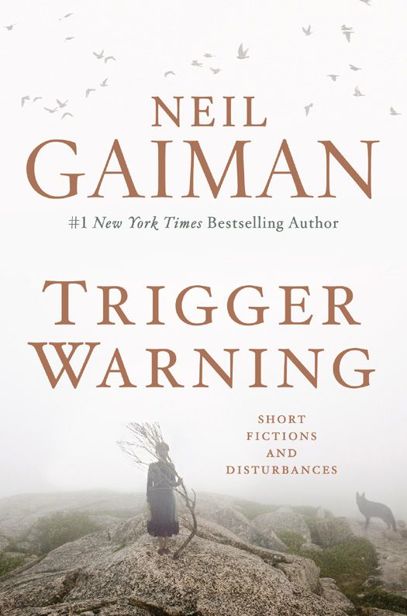 NEIL
GAIMAN
#1 New York Times Bestselling Author
TRIGGER
WARNING
SHORT
FICTIONS
AND
DISTURBANCES